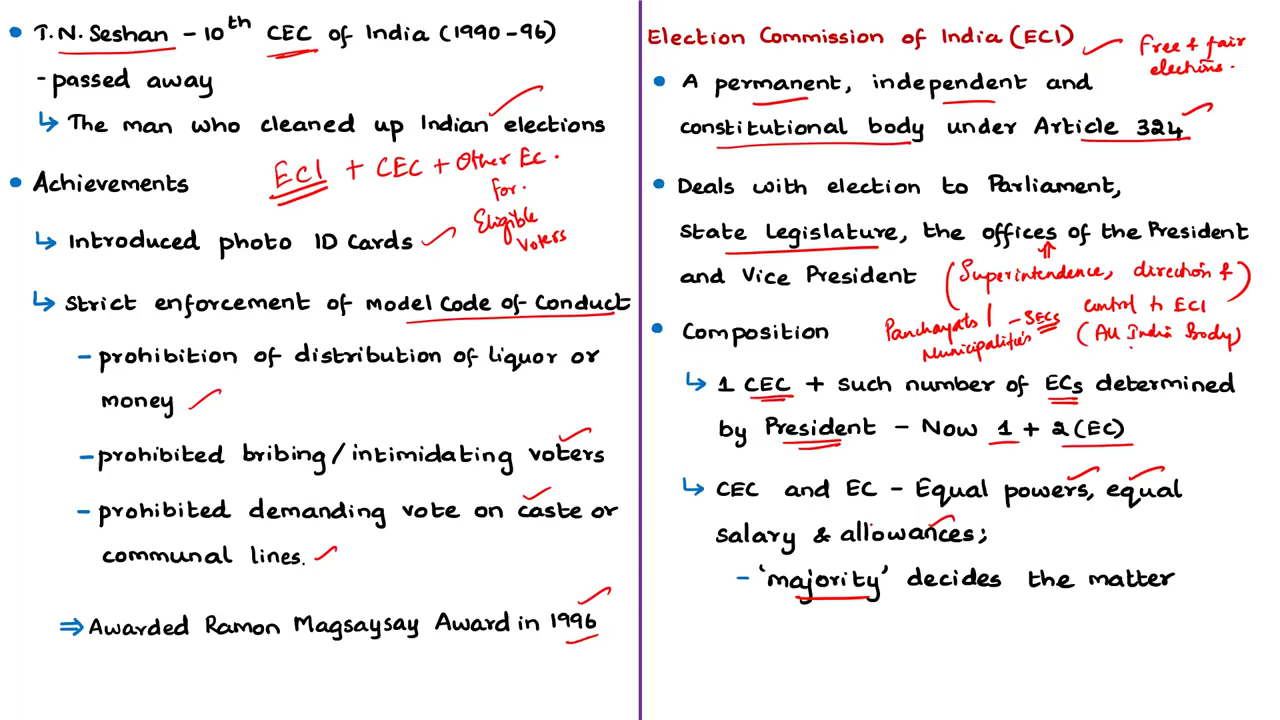 T.N. Seshan - 10th CEC of India (1990-96)
- passed away
↳ The man who cleaned up Indian elections
ECI + CEC + Other EC.
for.
Eligible
Voters
• Achievements
↳ Introduced photo ID Cards
↳ Strict enforcement of model Code of Conduct
- prohibition of distribution of liquor or
money
- prohibited bribing/intimidating voters
- prohibited demanding vote on caste or
communal lines.
⇒ Awarded Ramon Magsaysay Award in 1996
Election Commission of India (ECI)
Free & fair
elections.
• A permanent, independent and
constitutional body under Article 324
• Deals with election to Parliament,
State Legislature, the offices of the President
and Vice President
(Superintendence, direction &
control to ECI)
(All India Body)
Panchayats / - SECs
Municipalities
• Composition
↳ 1 CEC + such number of ECs determined
by President - Now 1 + 2(EC)
↳ CEC and EC - Equal powers, equal
salary & allowances;
- 'majority' decides the matter